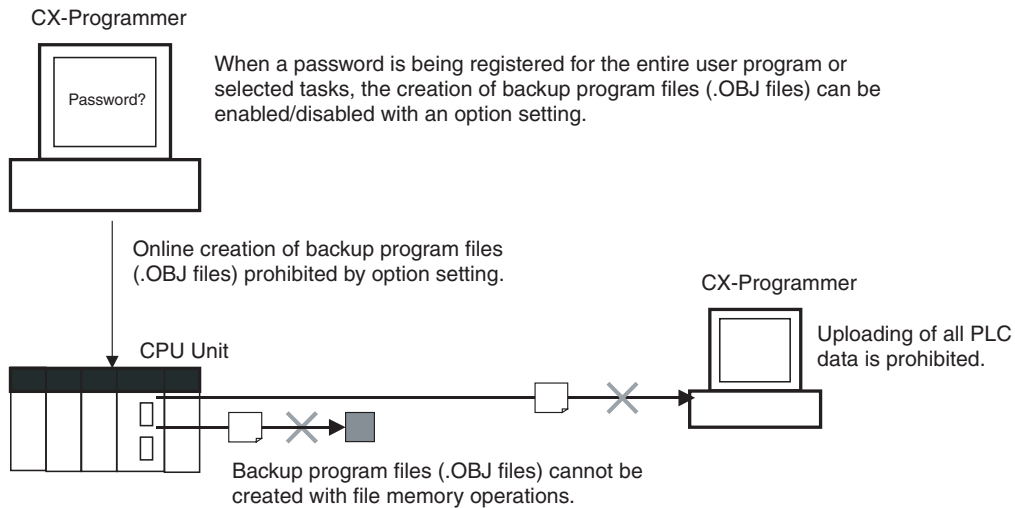 CX-Programmer
Password?
When a password is being registered for the entire user program or
selected tasks, the creation of backup program files (.OBJ files) can be
enabled/disabled with an option setting.
Online creation of backup program files
(.OBJ files) prohibited by option setting.
CX-Programmer
Uploading of all PLC
data is prohibited.
CPU Unit
Backup program files (.OBJ files) cannot be
created with file memory operations.